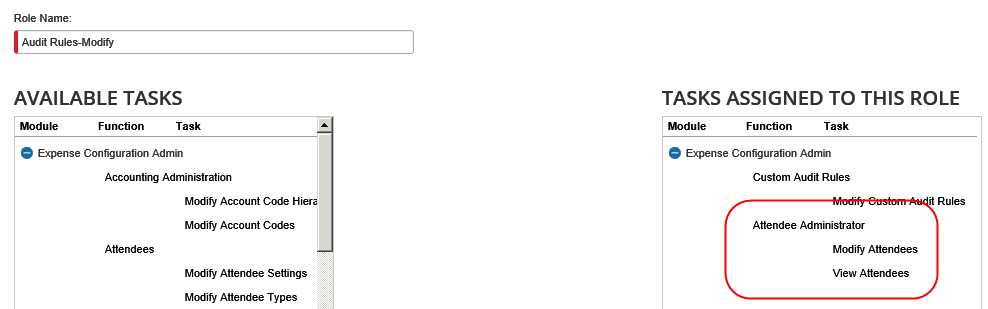 Role Name:
Audit Rules-Modify
AVAILABLE TASKS
Module Function Task
Expense Configuration Admin
Accounting Administration
Modify Account Code Hiera
Modify Account Codes
Attendees
Modify Attendee Settings
Modify Attendee Types
TASKS ASSIGNED TO THIS ROLE
Module Function Task
Expense Configuration Admin
Custom Audit Rules
Modify Custom Audit Rules
Attendee Administrator
Modify Attendees
View Attendees